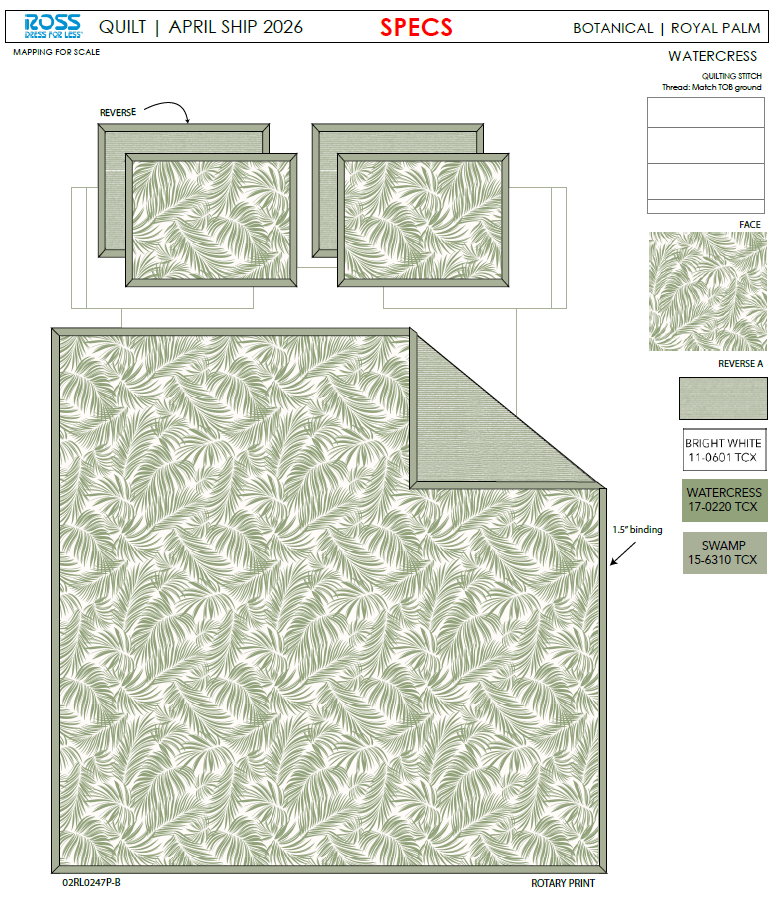 ROSS
DRESS FOR LESS®
QUILT | APRIL SHIP 2026
SPECS
BOTANICAL | ROYAL PALM
MAPPING FOR SCALE
WATERCRESS
QUILTING STITCH
Thread: Match TOB ground
REVERSE
FACE
REVERSE A
BRIGHT WHITE
11-0601 TCX
WATERCRESS
17-0220 TCX
1.5" binding
SWAMP
15-6310 TCX
02RL0247P-B
ROTARY PRINT